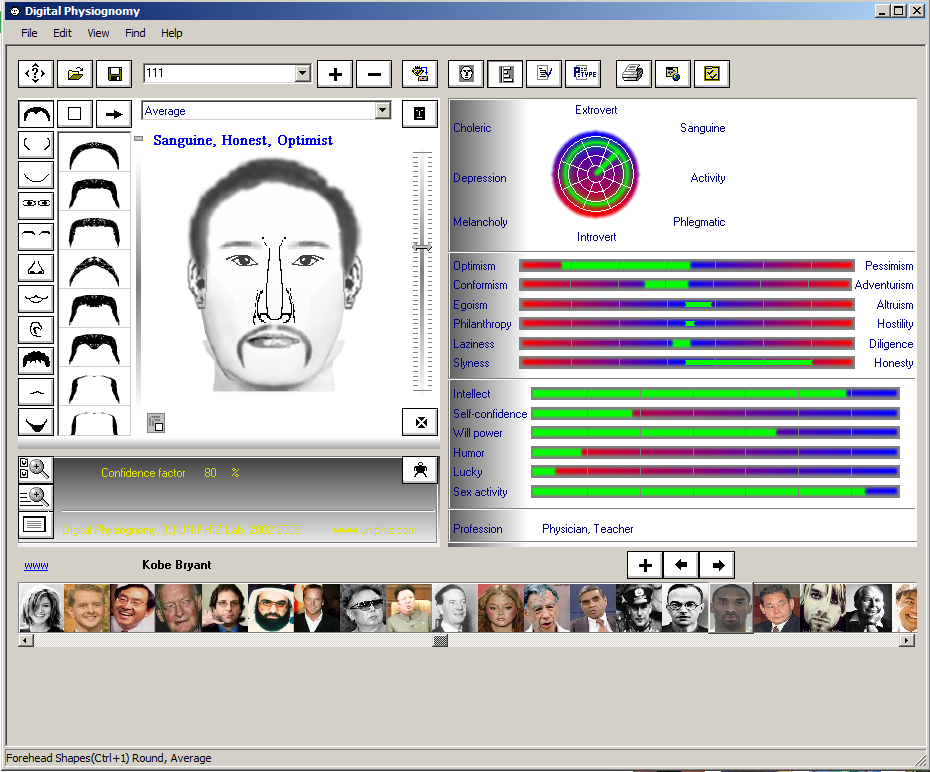 Digital Physiognomy
File Edit View Find Help
111
P:TYPE
Average
Sanguine, Honest, Optimist
Extrovert
Choleric Sanguine
Depression Activity
Melancholy Phlegmatic
Introvert
Optimism Pessimism
Conformism Adventurism
Egoism Altruism
Philanthropy Hostility
Laziness Diligence
Slyness Honesty
Intellect
Self-confidence
Will power
Humor
Lucky
Sex activity
Confidence factor 80 %
Digital Physiognomy, (C) UNIPHIZ Lab, 2002-2006 www.uniphiz.com
Profession Physician, Teacher
www Kobe Bryant
Forehead Shapes(Ctrl+1) Round, Average